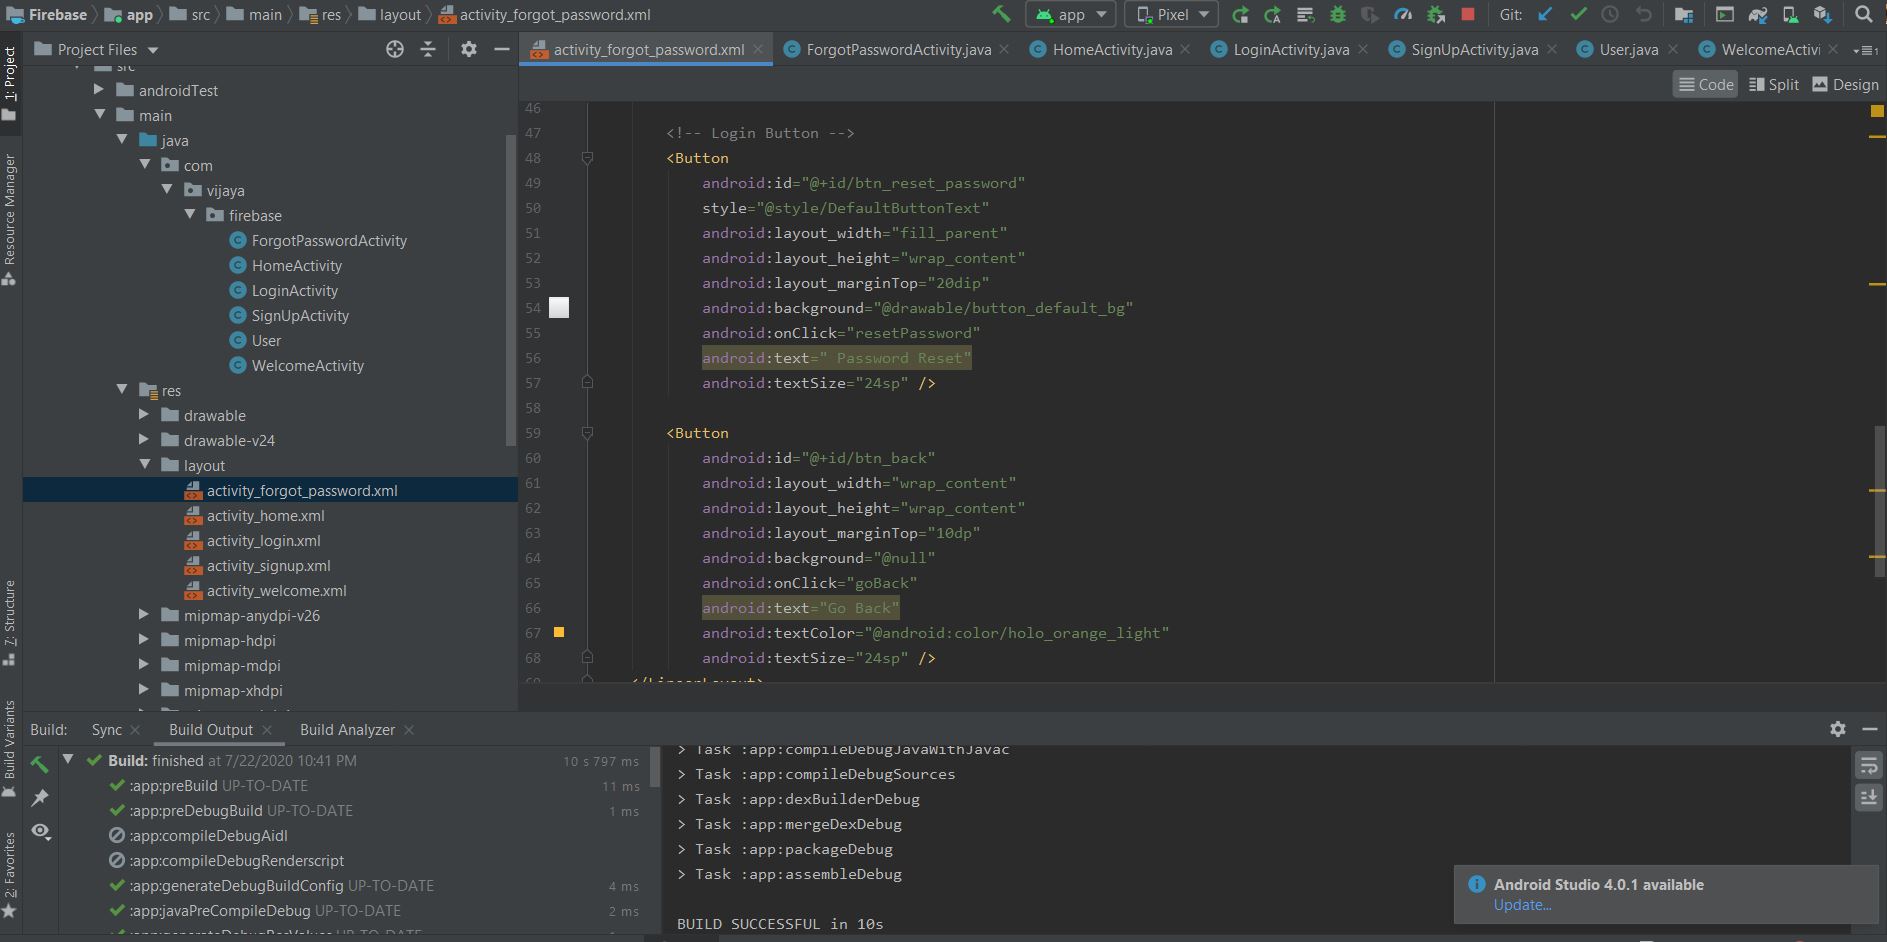 Firebase app src main res layout activity_forgot_password.xml app Pixel Git:
1: Project
Resource Manager
7: Structure
Build Variants
2: Favorites
Project Files
src
androidTest
main
java
com
vijaya
firebase
ForgotPasswordActivity
HomeActivity
LoginActivity
SignUpActivity
User
WelcomeActivity
res
drawable
drawable-v24
layout
activity_forgot_password.xml
activity_home.xml
activity_login.xml
activity_signup.xml
activity_welcome.xml
mipmap-anydpi-v26
mipmap-hdpi
mipmap-mdpi
mipmap-xhdpi
activity_forgot_password.xml ForgotPasswordActivity.java HomeActivity.java LoginActivity.java SignUpActivity.java User.java WelcomeActivi 1
Code Split Design
46
47 <!-- Login Button -->
48 <Button
49 android:id="@+id/btn_reset_password"
50 style="@style/DefaultButtonText"
51 android:layout_width="fill_parent"
52 android:layout_height="wrap_content"
53 android:layout_marginTop="20dip"
54 android:background="@drawable/button_default_bg"
55 android:onClick="resetPassword"
56 android:text=" Password Reset"
57 android:textSize="24sp" />
58
59 <Button
60 android:id="@+id/btn_back"
61 android:layout_width="wrap_content"
62 android:layout_height="wrap_content"
63 android:layout_marginTop="10dp"
64 android:background="@null"
65 android:onClick="goBack"
66 android:text="Go Back"
67 android:textColor="@android:color/holo_orange_light"
68 android:textSize="24sp" />
69 </LinearLayout>
Build: Sync Build Output Build Analyzer
Build: finished at 7/22/2020 10:41 PM 10 s 797 ms
:app:preBuild UP-TO-DATE 11 ms
:app:preDebugBuild UP-TO-DATE 1 ms
:app:compileDebugAidl
:app:compileDebugRenderscript
:app:generateDebugBuildConfig UP-TO-DATE 4 ms
:app:javaPreCompileDebug UP-TO-DATE 2 ms
:app:generateDebugResValues UP-TO-DATE
> Task :app:compileDebugJavaWithJavac
> Task :app:compileDebugSources
> Task :app:dexBuilderDebug
> Task :app:mergeDexDebug
> Task :app:packageDebug
> Task :app:assembleDebug
BUILD SUCCESSFUL in 10s
Android Studio 4.0.1 available
Update...